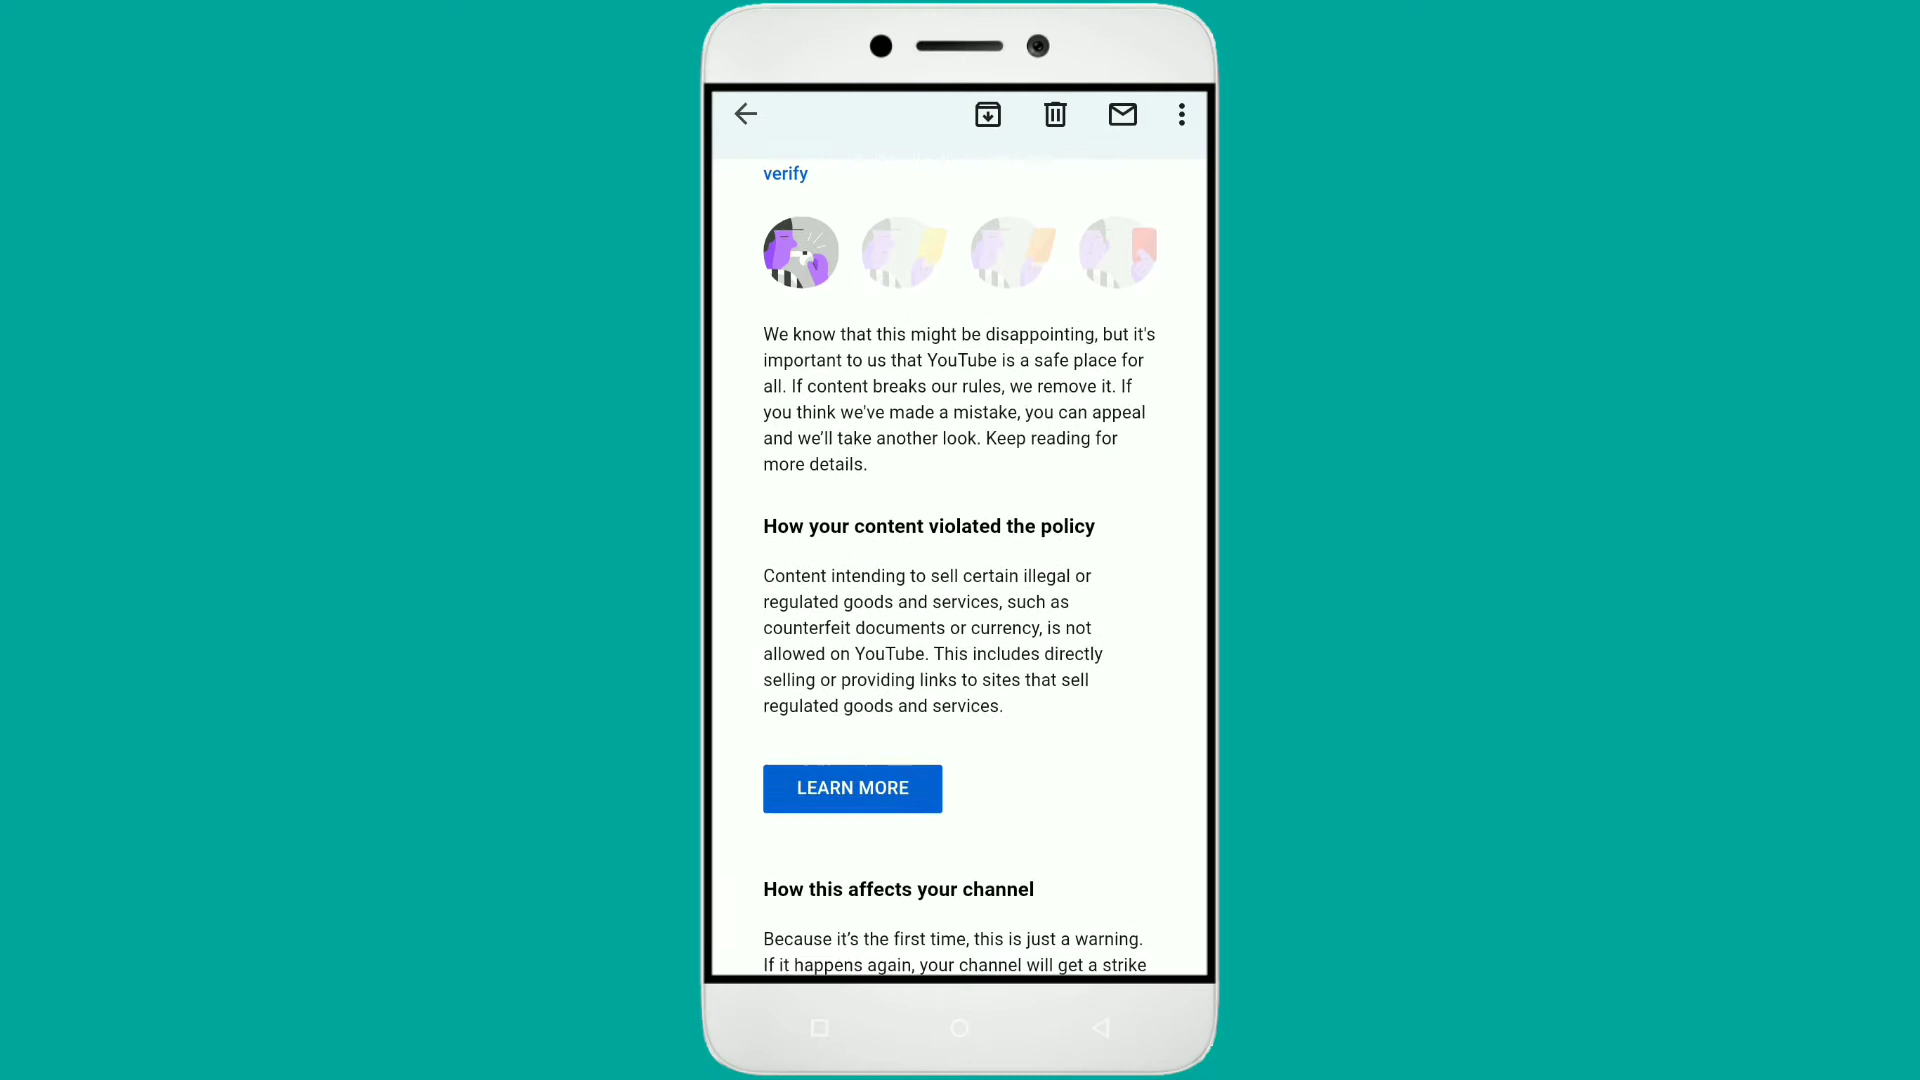 verify
We know that this might be disappointing, but it's
important to us that YouTube is a safe place for
all. If content breaks our rules, we remove it. If
you think we've made a mistake, you can appeal
and we’ll take another look. Keep reading for
more details.
How your content violated the policy
Content intending to sell certain illegal or
regulated goods and services, such as
counterfeit documents or currency, is not
allowed on YouTube. This includes directly
selling or providing links to sites that sell
regulated goods and services.
LEARN MORE
How this affects your channel
Because it’s the first time, this is just a warning.
If it happens again, your channel will get a strike